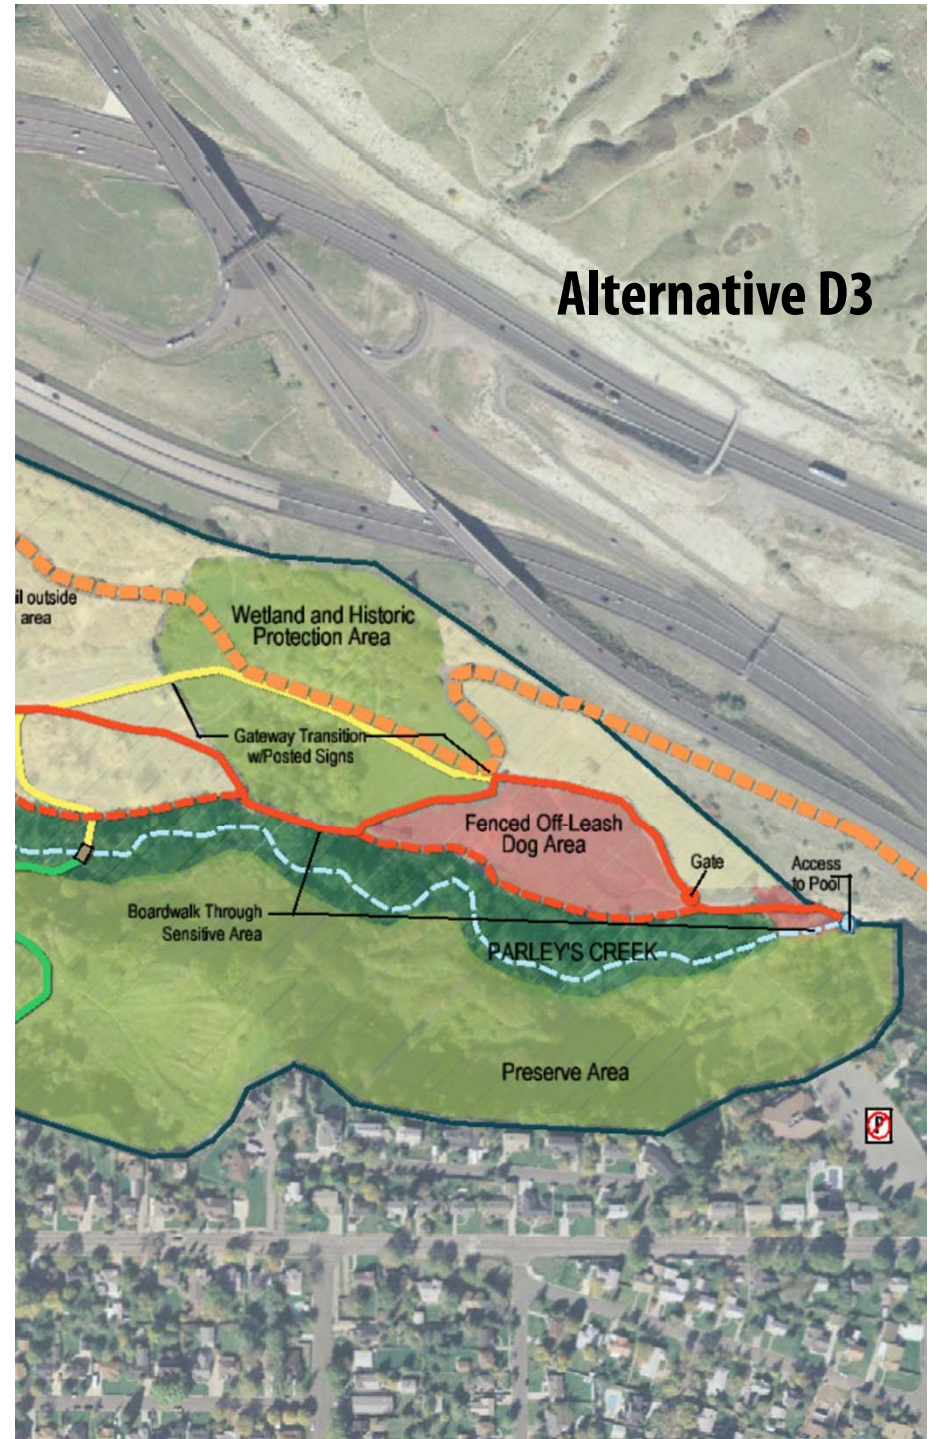 Alternative D3
il outside
area
Wetland and Historic
Protection Area
Gateway Transition
w/Posted Signs
Fenced Off-Leash
Dog Area
Gate
Access
to Pool
Boardwalk Through
Sensitive Area
PARLEY'S CREEK
Preserve Area
P